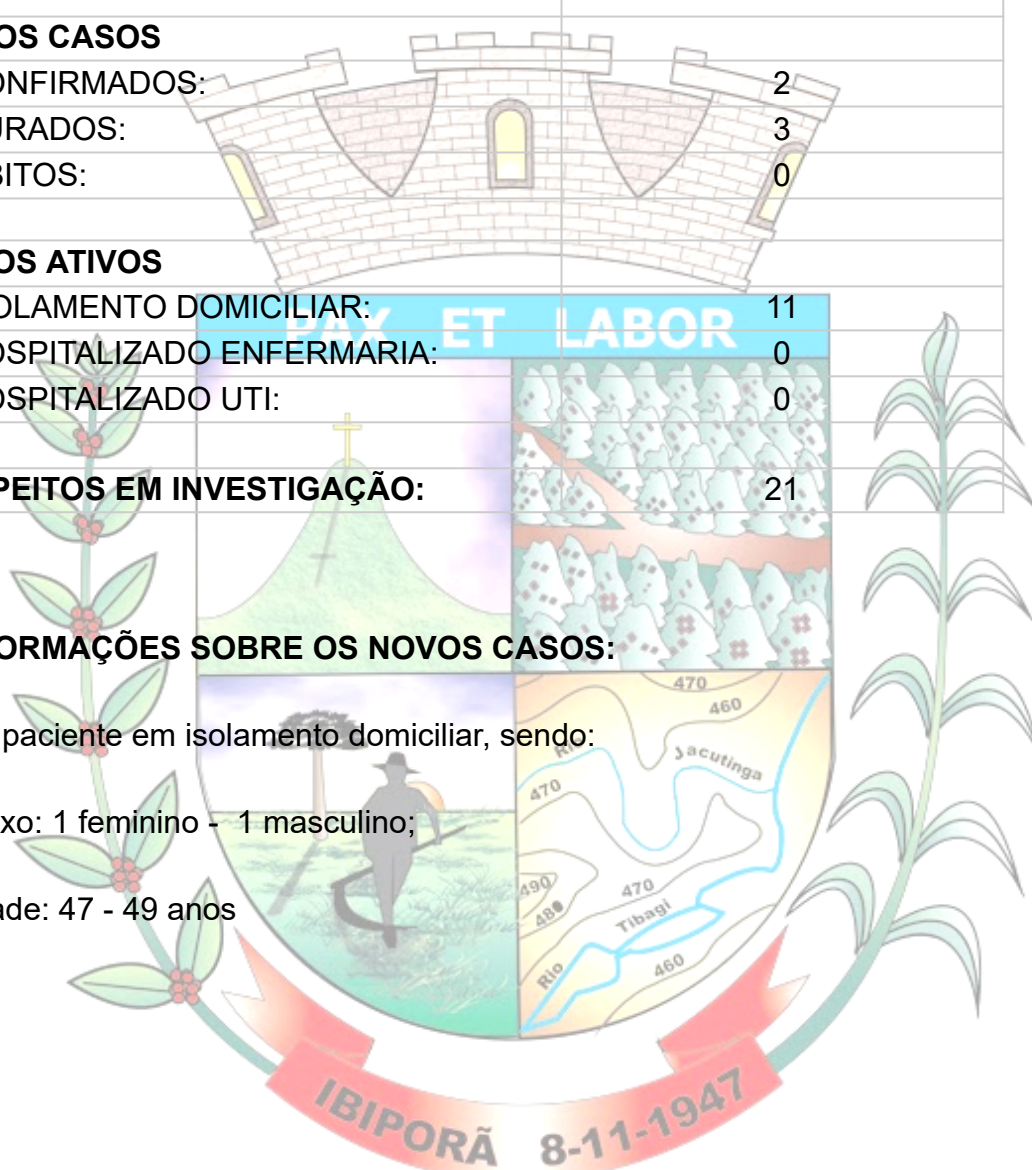 OS CASOS
ONFIRMADOS: 2
URADOS: 3
BITOS: 0
OS ATIVOS
OLAMENTO DOMICILIAR: 11
PAX ET LABOR
OSPITALIZADO ENFERMARIA: 0
OSPITALIZADO UTI: 0
PEITOS EM INVESTIGAÇÃO: 21
ORMAÇÕES SOBRE OS NOVOS CASOS:
470
460
paciente em isolamento domiciliar, sendo:
Rio Jacutinga
470
xo: 1 feminino - 1 masculino;
490
480
470
ade: 47 - 49 anos
Rio Tibagi
460
IBIPORÃ 8-11-1947